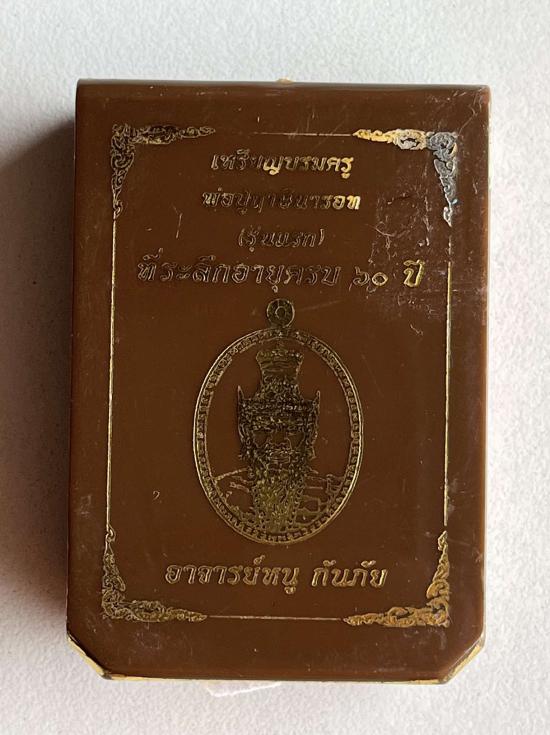 เหรียญบรมครู
พ่อปู่ฤาษีนารอท
(รุ่นแรก)
ที่ระลึกอายุครบ ๖๐ ปี
อาจารย์หนู กันภัย